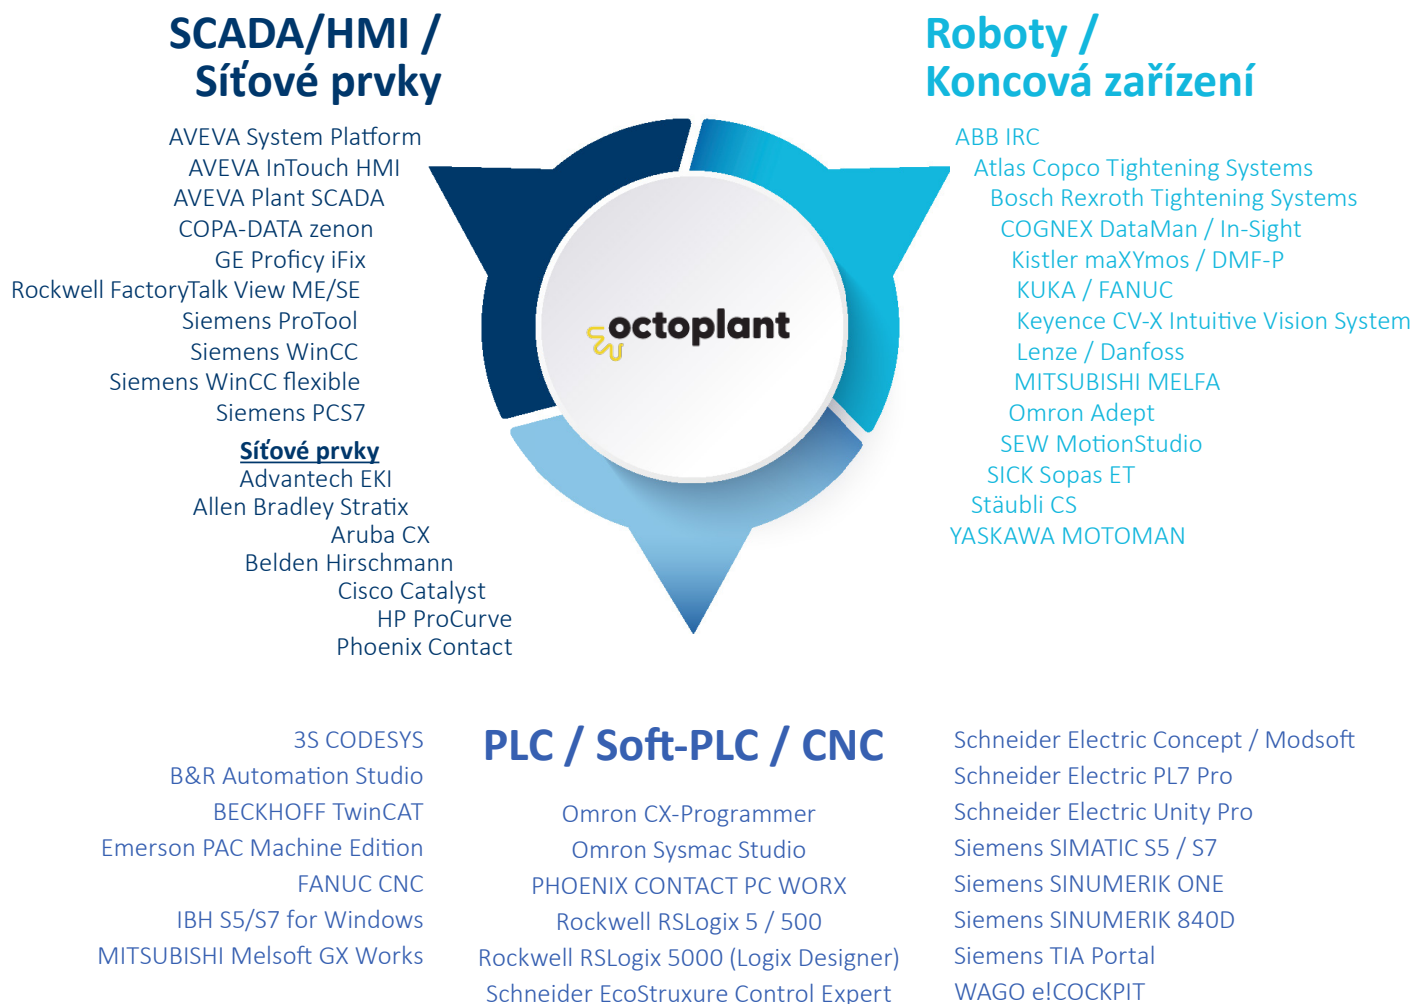 SCADA/HMI /
Síťové prvky
AVEVA System Platform
AVEVA InTouch HMI
AVEVA Plant SCADA
COPA-DATA zenon
GE Proficy iFix
Rockwell FactoryTalk View ME/SE
Siemens ProTool
Siemens WinCC
Siemens WinCC flexible
Siemens PCS7
Síťové prvky
Advantech EKI
Allen Bradley Stratix
Aruba CX
Belden Hirschmann
Cisco Catalyst
HP ProCurve
Phoenix Contact
octoplant
Roboty /
Koncová zařízení
ABB IRC
Atlas Copco Tightening Systems
Bosch Rexroth Tightening Systems
COGNEX DataMan / In-Sight
Kistler maXYmos / DMF-P
KUKA / FANUC
Keyence CV-X Intuitive Vision System
Lenze / Danfoss
MITSUBISHI MELFA
Omron Adept
SEW MotionStudio
SICK Sopas ET
Stäubli CS
YASKAWA MOTOMAN
PLC / Soft-PLC / CNC
3S CODESYS
B&R Automation Studio
BECKHOFF TwinCAT
Emerson PAC Machine Edition
FANUC CNC
IBH S5/S7 for Windows
MITSUBISHI Melsoft GX Works
Omron CX-Programmer
Omron Sysmac Studio
PHOENIX CONTACT PC WORX
Rockwell RSLogix 5 / 500
Rockwell RSLogix 5000 (Logix Designer)
Schneider EcoStruxure Control Expert
Schneider Electric Concept / Modsoft
Schneider Electric PL7 Pro
Schneider Electric Unity Pro
Siemens SIMATIC S5 / S7
Siemens SINUMERIK ONE
Siemens SINUMERIK 840D
Siemens TIA Portal
WAGO e!COCKPIT